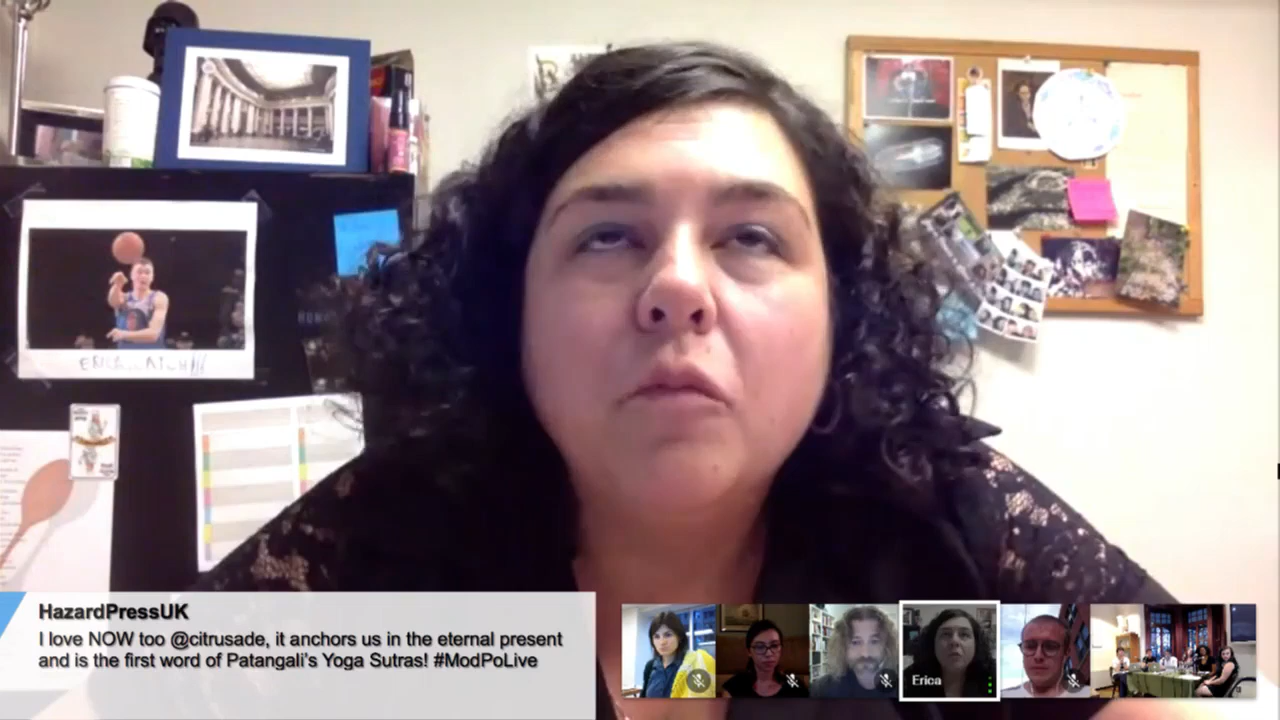 HazardPressUK
I love NOW too @citrusade, it anchors us in the eternal present
and is the first word of Patangali's Yoga Sutras! #ModPoLive
Erica